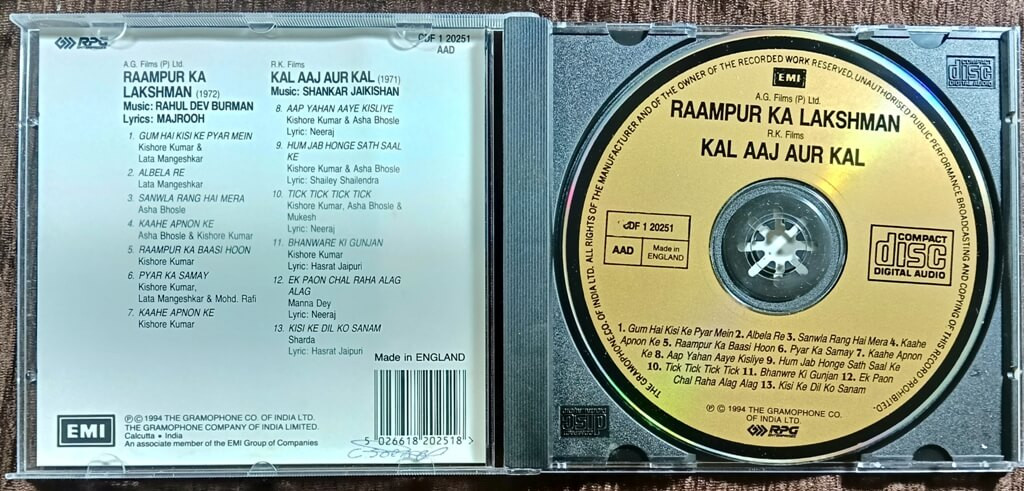 RPG
CDF 1 20251
AAD
A.G. Films (P) Ltd.
RAAMPUR KA
LAKSHMAN (1972)
Music: RAHUL DEV BURMAN
Lyrics: MAJROOH
1. GUM HAI KISI KE PYAR MEIN
Kishore Kumar &
Lata Mangeshkar
2. ALBELA RE
Lata Mangeshkar
3. SANWLA RANG HAI MERA
Asha Bhosle
4. KAAHE APNON KE
Asha Bhosle & Kishore Kumar
5. RAAMPUR KA BAASI HOON
Kishore Kumar
6. PYAR KA SAMAY
Kishore Kumar,
Lata Mangeshkar & Mohd. Rafi
7. KAAHE APNON KE
Kishore Kumar
R.K. Films
KAL AAJ AUR KAL (1971)
Music: SHANKAR JAIKISHAN
8. AAP YAHAN AAYE KISLIYE
Kishore Kumar & Asha Bhosle
Lyric: Neeraj
9. HUM JAB HONGE SATH SAAL
KE
Kishore Kumar & Asha Bhosle
Lyric: Shailey Shailendra
10. TICK TICK TICK TICK
Kishore Kumar, Asha Bhosle &
Mukesh
Lyric: Neeraj
11. BHANWARE KI GUNJAN
Kishore Kumar
Lyric: Hasrat Jaipuri
12. EK PAON CHAL RAHA ALAG
ALAG
Manna Dey
Lyric: Neeraj
13. KISI KE DIL KO SANAM
Sharda
Lyric: Hasrat Jaipuri
Made in ENGLAND
5 026618 202518 >
EMI
℗ © 1994 THE GRAMOPHONE CO. OF INDIA LTD.
THE GRAMOPHONE COMPANY OF INDIA LIMITED.
Calcutta • India
An associate member of the EMI Group of Companies
THE GRAMOPHONE.CO.OF INDIA LTD. ALL RIGHTS OF THE MANUFACTURER AND OF THE OWNER OF THE RECORDED WORK RESERVED. UNAUTHORISED PUBLIC PERFORMANCE BROADCASTING AND COPYING OF THIS RECORD PROHIBITED.
EMI
A.G. Films (P) Ltd.
RAAMPUR KA LAKSHMAN
R.K. Films
KAL AAJ AUR KAL
CDF 1 20251
AAD
Made in
ENGLAND
COMPACT
disc
DIGITAL AUDIO
1. Gum Hai Kisi Ke Pyar Mein 2. Albela Re 3. Sanwla Rang Hai Mera 4. Kaahe
Apnon Ke 5. Raampur Ka Baasi Hoon 6. Pyar Ka Samay 7. Kaahe Apnon
Ke 8. Aap Yahan Aaye Kisliye 9. Hum Jab Honge Sath Saal Ke
10. Tick Tick Tick Tick 11. Bhanwre Ki Gunjan 12. Ek Paon
Chal Raha Alag Alag 13. Kisi Ke Dil Ko Sanam
℗ © 1994 THE GRAMOPHONE CO.
OF INDIA LTD.
RPG
COMPACT
disc
disc